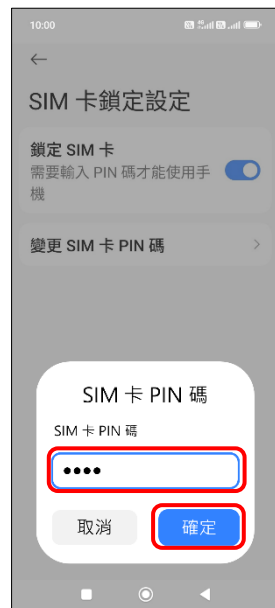 10:00
SIM 卡鎖定設定
鎖定 SIM 卡
需要輸入 PIN 碼才能使用手
機
變更 SIM 卡 PIN 碼
SIM 卡 PIN 碼
SIM 卡 PIN 碼
••••
取消
確定